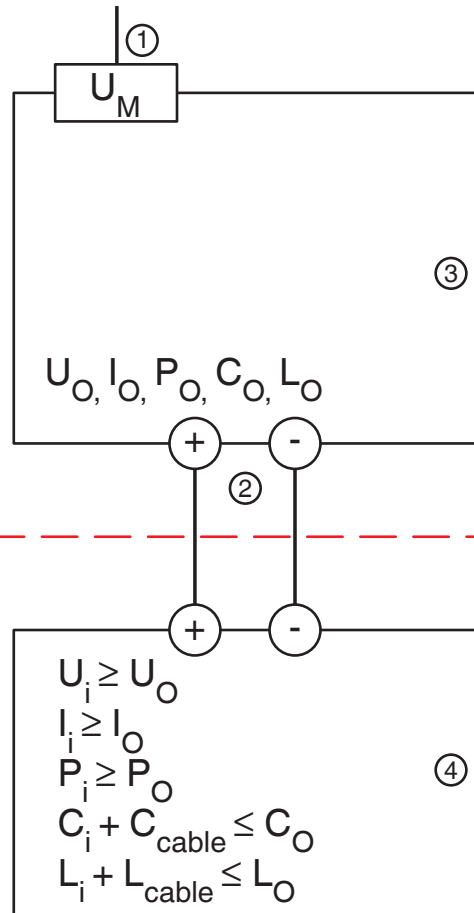 ①
U_M
③
U_O, I_O, P_O, C_O, L_O
+ -
②
+ -
U_i ≥ U_O
I_i ≥ I_O
P_i ≥ P_O
④
C_i + C_cable ≤ C_O
L_i + L_cable ≤ L_O